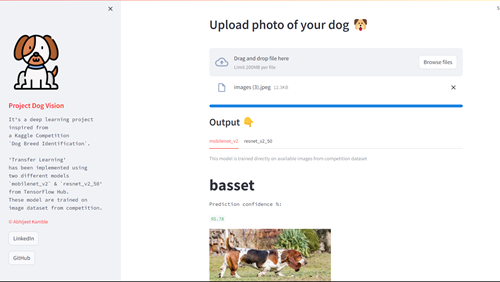 Project Dog Vision
It's a deep learning project
inspired from
a Kaggle Competition
`Dog Breed Identification`.
'Transfer Learning'
has been implemented using
two different models
`mobilenet_v2` & `resnet_v2_50`
from Tensorflow Hub.
These models are trained on
image dataset from competition.
© Abhijeet Kamble
LinkedIn
GitHub
Upload photo of your dog
Drag and drop file here
Limit 200MB per file
Browse files
images (3).jpeg 12.3KB
Output
mobilenet_v2 resnet_v2_50
This model is trained directly on available images from competition dataset
basset
Prediction confidence %: